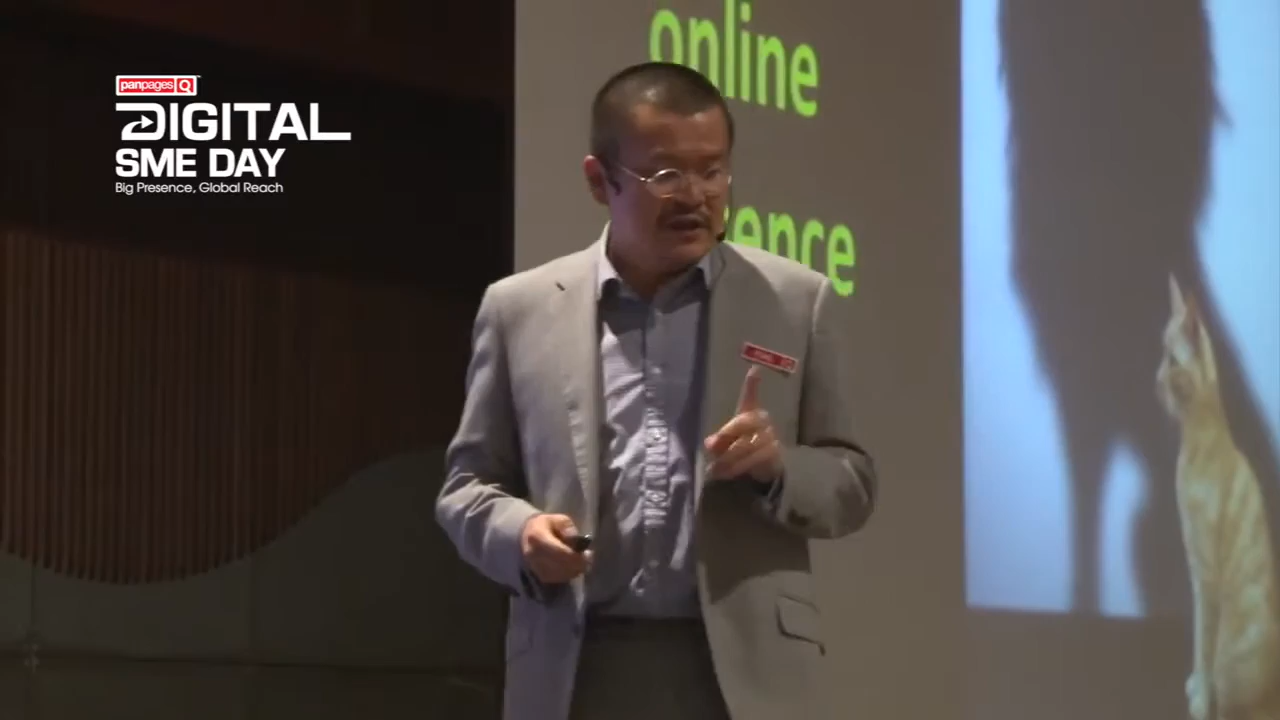 panpages
DIGITAL
SME DAY
Big Presence, Global Reach
online